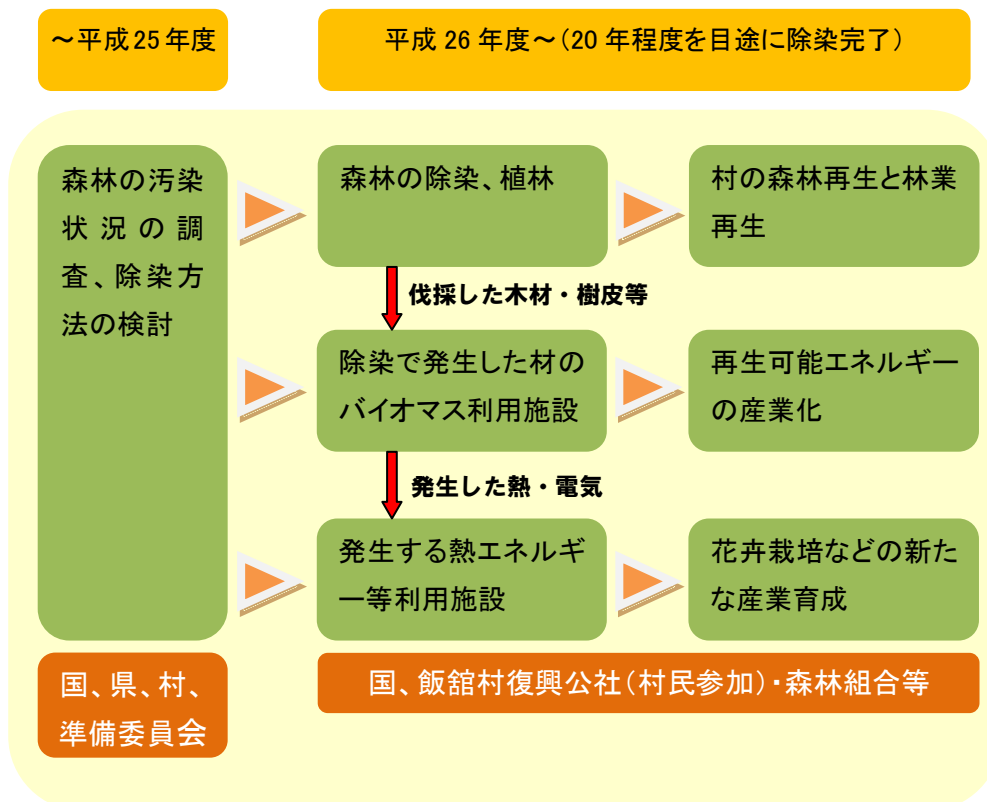 ～平成25年度
平成 26 年度～（20 年程度を目途に除染完了）
森林の汚染
状況の調
査、除染方
法の検討
森林の除染、植林
村の森林再生と林業
再生
伐採した木材・樹皮等
除染で発生した材の
バイオマス利用施設
再生可能エネルギー
の産業化
発生した熱・電気
発生する熱エネルギ
ー等利用施設
花卉栽培などの新た
な産業育成
国、県、村、
準備委員会
国、飯舘村復興公社（村民参加）・森林組合等